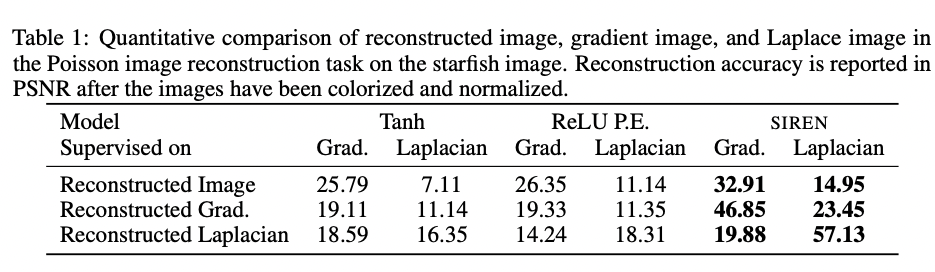 Table 1: Quantitative comparison of reconstructed image, gradient image, and Laplace image in
the Poisson image reconstruction task on the starfish image. Reconstruction accuracy is reported in
PSNR after the images have been colorized and normalized.
Model Tanh ReLU P.E. SIREN
Supervised on Grad. Laplacian Grad. Laplacian Grad. Laplacian
Reconstructed Image 25.79 7.11 26.35 11.14 32.91 14.95
Reconstructed Grad. 19.11 11.14 19.33 11.35 46.85 23.45
Reconstructed Laplacian 18.59 16.35 14.24 18.31 19.88 57.13